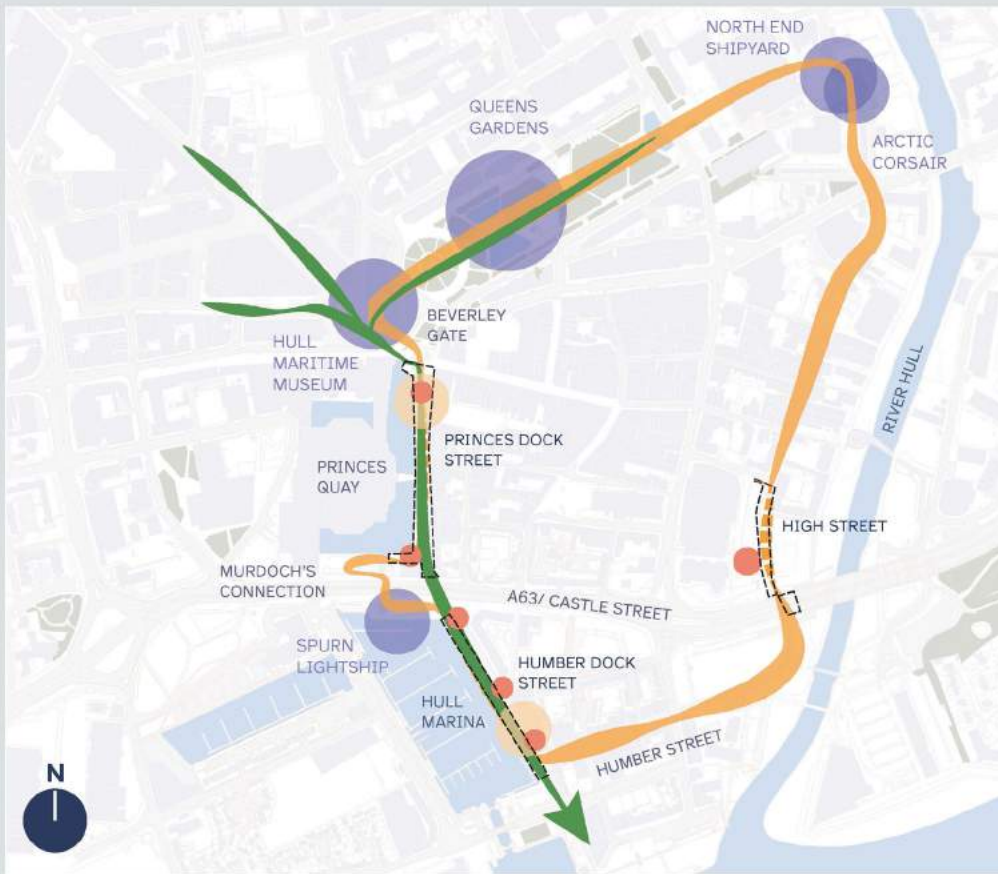 NORTH END
SHIPYARD
QUEENS
GARDENS
ARCTIC
CORSAIR
BEVERLEY
GATE
HULL
MARITIME
MUSEUM
RIVER HULL
PRINCES DOCK
STREET
PRINCES
QUAY
HIGH STREET
MURDOCH'S
CONNECTION
A63/ CASTLE STREET
SPURN
LIGHTSHIP
HUMBER DOCK
STREET
HULL
MARINA
HUMBER STREET
N